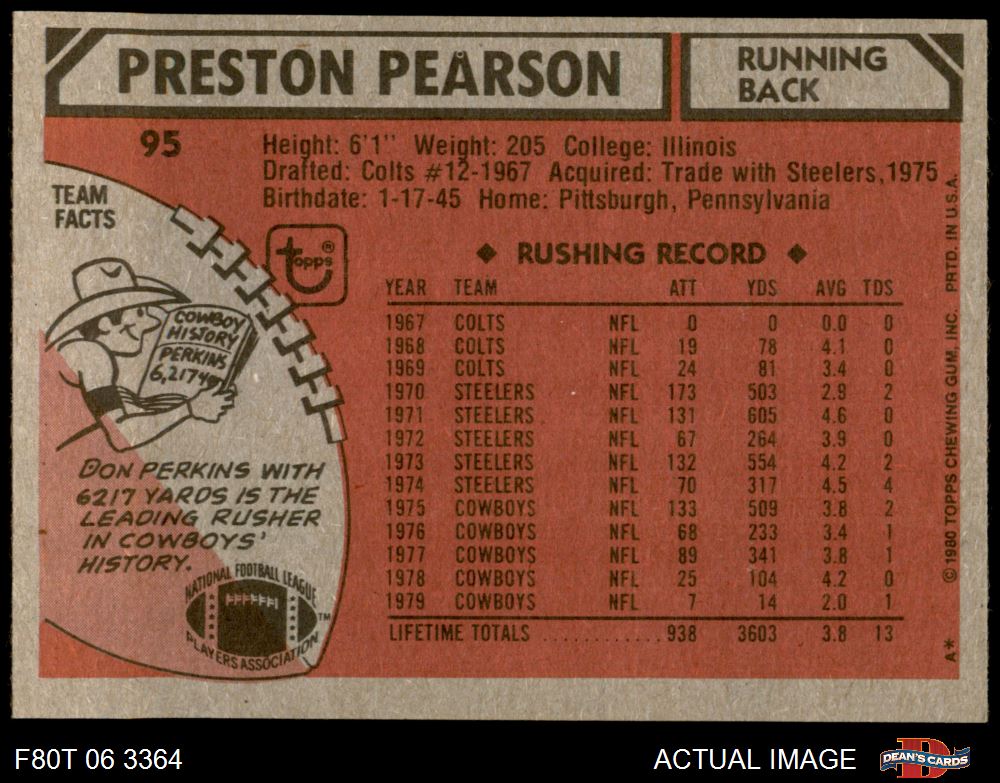 PRESTON PEARSON
RUNNING
BACK
95
Height: 6'1" Weight: 205 College: Illinois
Drafted: Colts #12-1967 Acquired: Trade with Steelers, 1975
Birthdate: 1-17-45 Home: Pittsburgh, Pennsylvania
TEAM
FACTS
topps®
COWBOY
HISTORY
PERKINS
6,217
DON PERKINS WITH
6217 YARDS IS THE
LEADING RUSHER
IN COWBOYS'
HISTORY.
NATIONAL FOOTBALL LEAGUE
PLAYERS ASSOCIATION
TM
◆ RUSHING RECORD ◆
YEAR TEAM ATT YDS AVG TDS
1967 COLTS NFL 0 0 0.0 0
1968 COLTS NFL 19 78 4.1 0
1969 COLTS NFL 24 81 3.4 0
1970 STEELERS NFL 173 503 2.9 2
1971 STEELERS NFL 131 605 4.6 0
1972 STEELERS NFL 67 264 3.9 0
1973 STEELERS NFL 132 554 4.2 2
1974 STEELERS NFL 70 317 4.5 4
1975 COWBOYS NFL 133 509 3.8 2
1976 COWBOYS NFL 68 233 3.4 1
1977 COWBOYS NFL 89 341 3.8 1
1978 COWBOYS NFL 25 104 4.2 0
1979 COWBOYS NFL 7 14 2.0 1
LIFETIME TOTALS ............ 938 3603 3.8 13
A* © 1980 TOPPS CHEWING GUM, INC. PRTD. IN U.S.A.
F80T 06 3364
ACTUAL IMAGE
D
DEAN'S CARDS